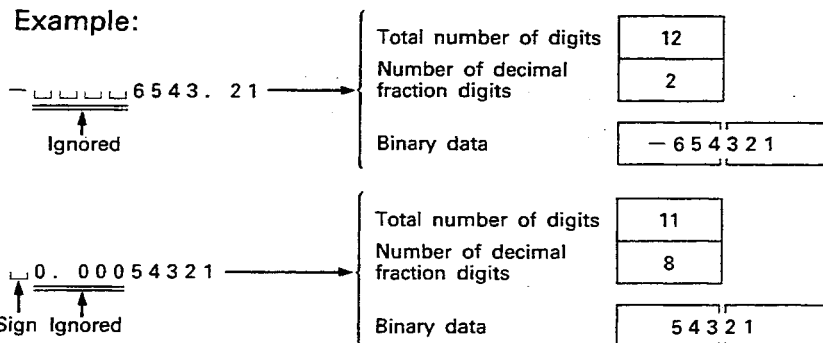 Example:
Total number of digits 12
Number of decimal fraction digits 2
−␣␣␣␣6543.21
Ignored
Binary data −654321
Total number of digits 11
Number of decimal fraction digits 8
␣0.00054321
Sign Ignored
Binary data 54321